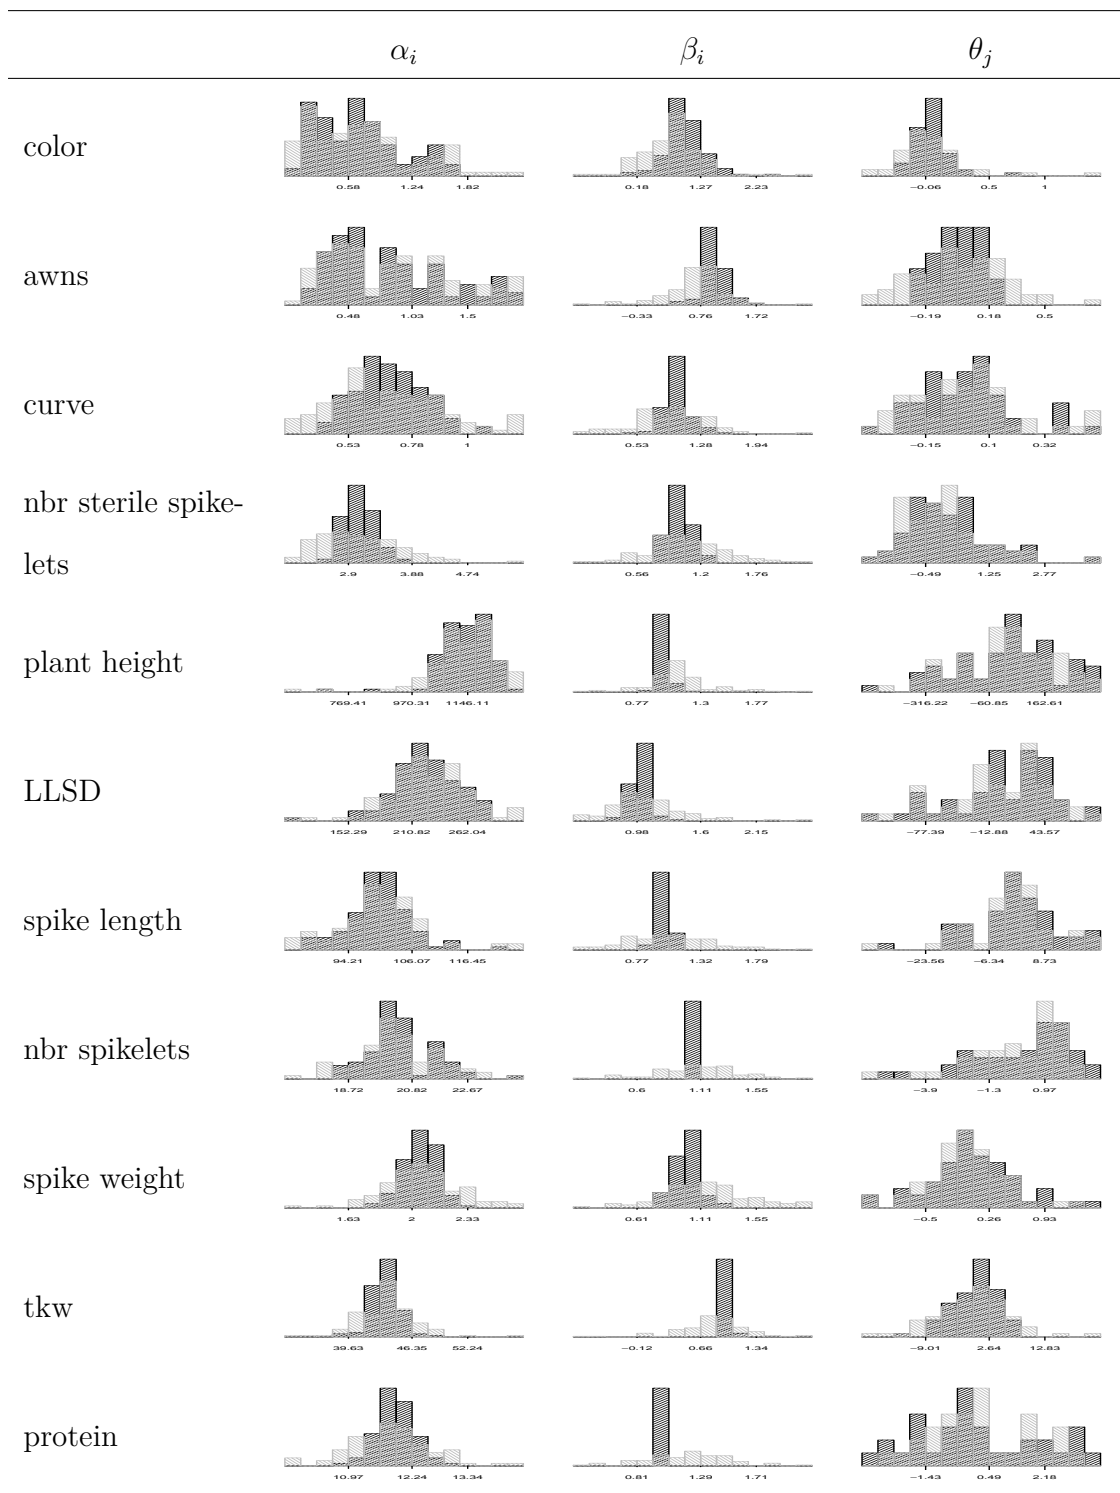 α_i β_i θ_j
color
0.58 1.24 1.82 0.18 1.27 2.23 −0.06 0.5 1
awns
0.48 1.03 1.5 −0.33 0.76 1.72 −0.19 0.18 0.5
curve
0.53 0.78 1 0.53 1.28 1.94 −0.15 0.1 0.32
nbr sterile spike-
lets
2.9 3.88 4.74 0.56 1.2 1.76 −0.49 1.25 2.77
plant height
769.41 970.31 1146.11 0.77 1.3 1.77 −316.22 −60.85 162.61
LLSD
152.29 210.82 262.04 0.98 1.6 2.15 −77.39 −12.88 43.57
spike length
94.21 106.07 116.45 0.77 1.32 1.79 −23.56 −6.34 8.73
nbr spikelets
18.72 20.82 22.67 0.6 1.11 1.55 −3.9 −1.3 0.97
spike weight
1.63 2 2.33 0.61 1.11 1.55 −0.5 0.26 0.93
tkw
39.63 46.35 52.24 −0.12 0.66 1.34 −9.01 2.64 12.83
protein
10.97 12.24 13.34 0.81 1.29 1.71 −1.43 0.49 2.18